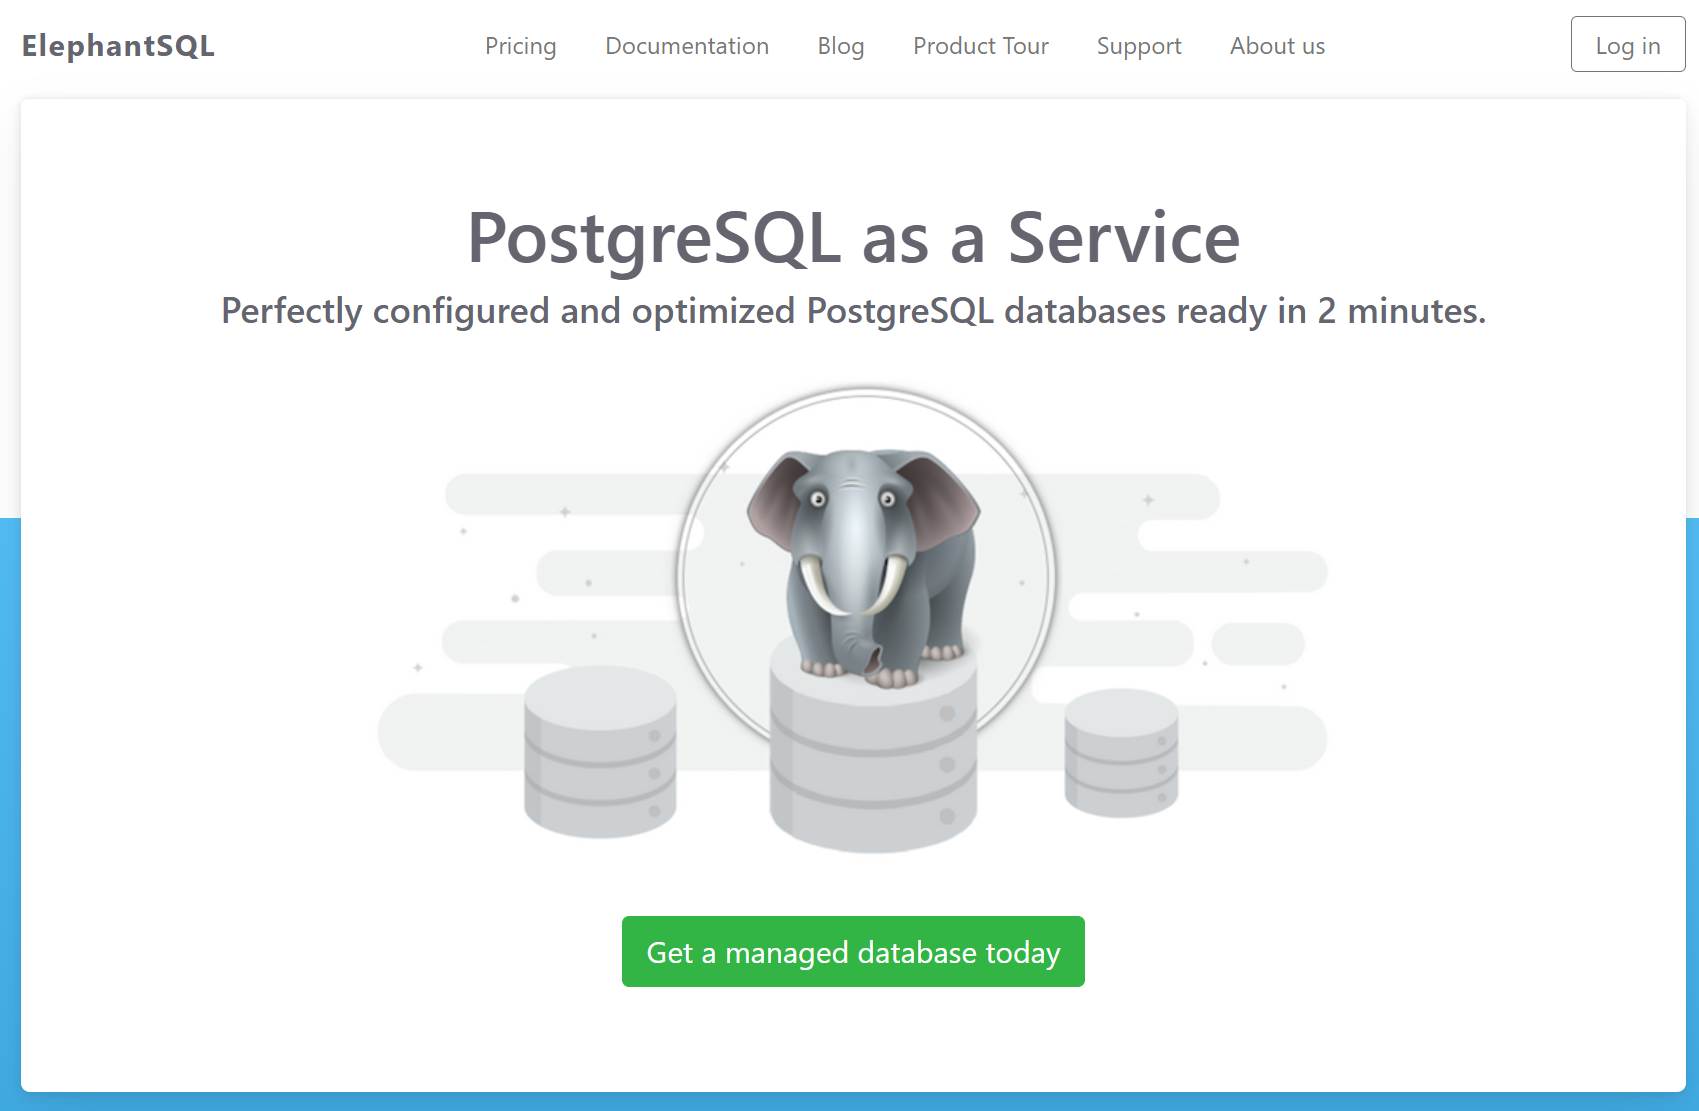 ElephantSQL
Pricing Documentation Blog Product Tour Support About us
Log in
PostgreSQL as a Service
Perfectly configured and optimized PostgreSQL databases ready in 2 minutes.
Get a managed database today